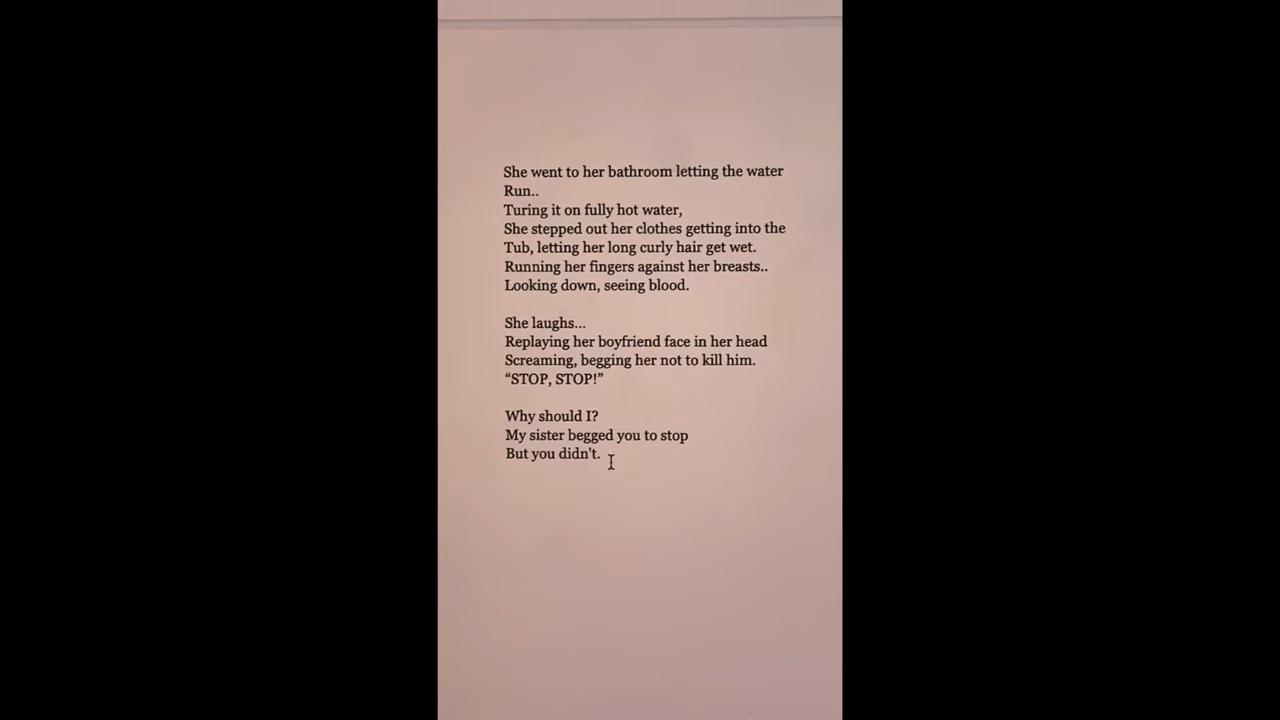 She went to her bathroom letting the water
Run..
Turing it on fully hot water,
She stepped out her clothes getting into the
Tub, letting her long curly hair get wet.
Running her fingers against her breasts..
Looking down, seeing blood.
She laughs...
Replaying her boyfriend face in her head
Screaming, begging her not to kill him.
“STOP, STOP!”
Why should I?
My sister begged you to stop
But you didn't.